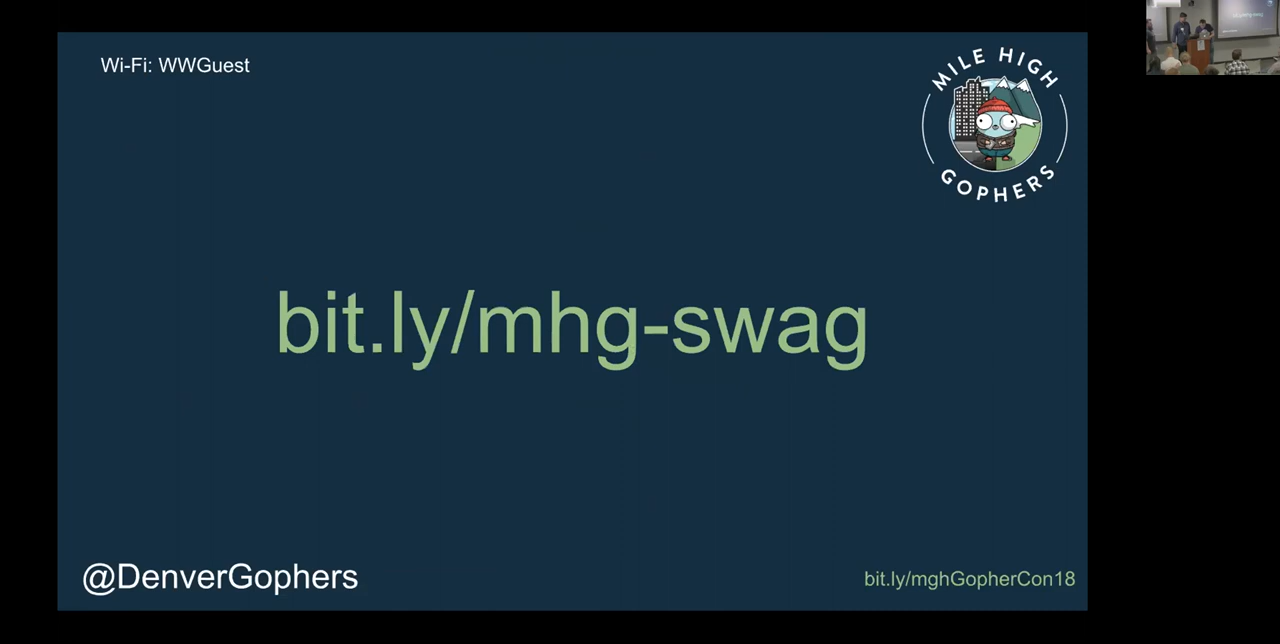 Wi-Fi: WWGuest
MILE HIGH
GOPHERS
bit.ly/mhg-swag
@DenverGophers
bit.ly/mghGopherCon18